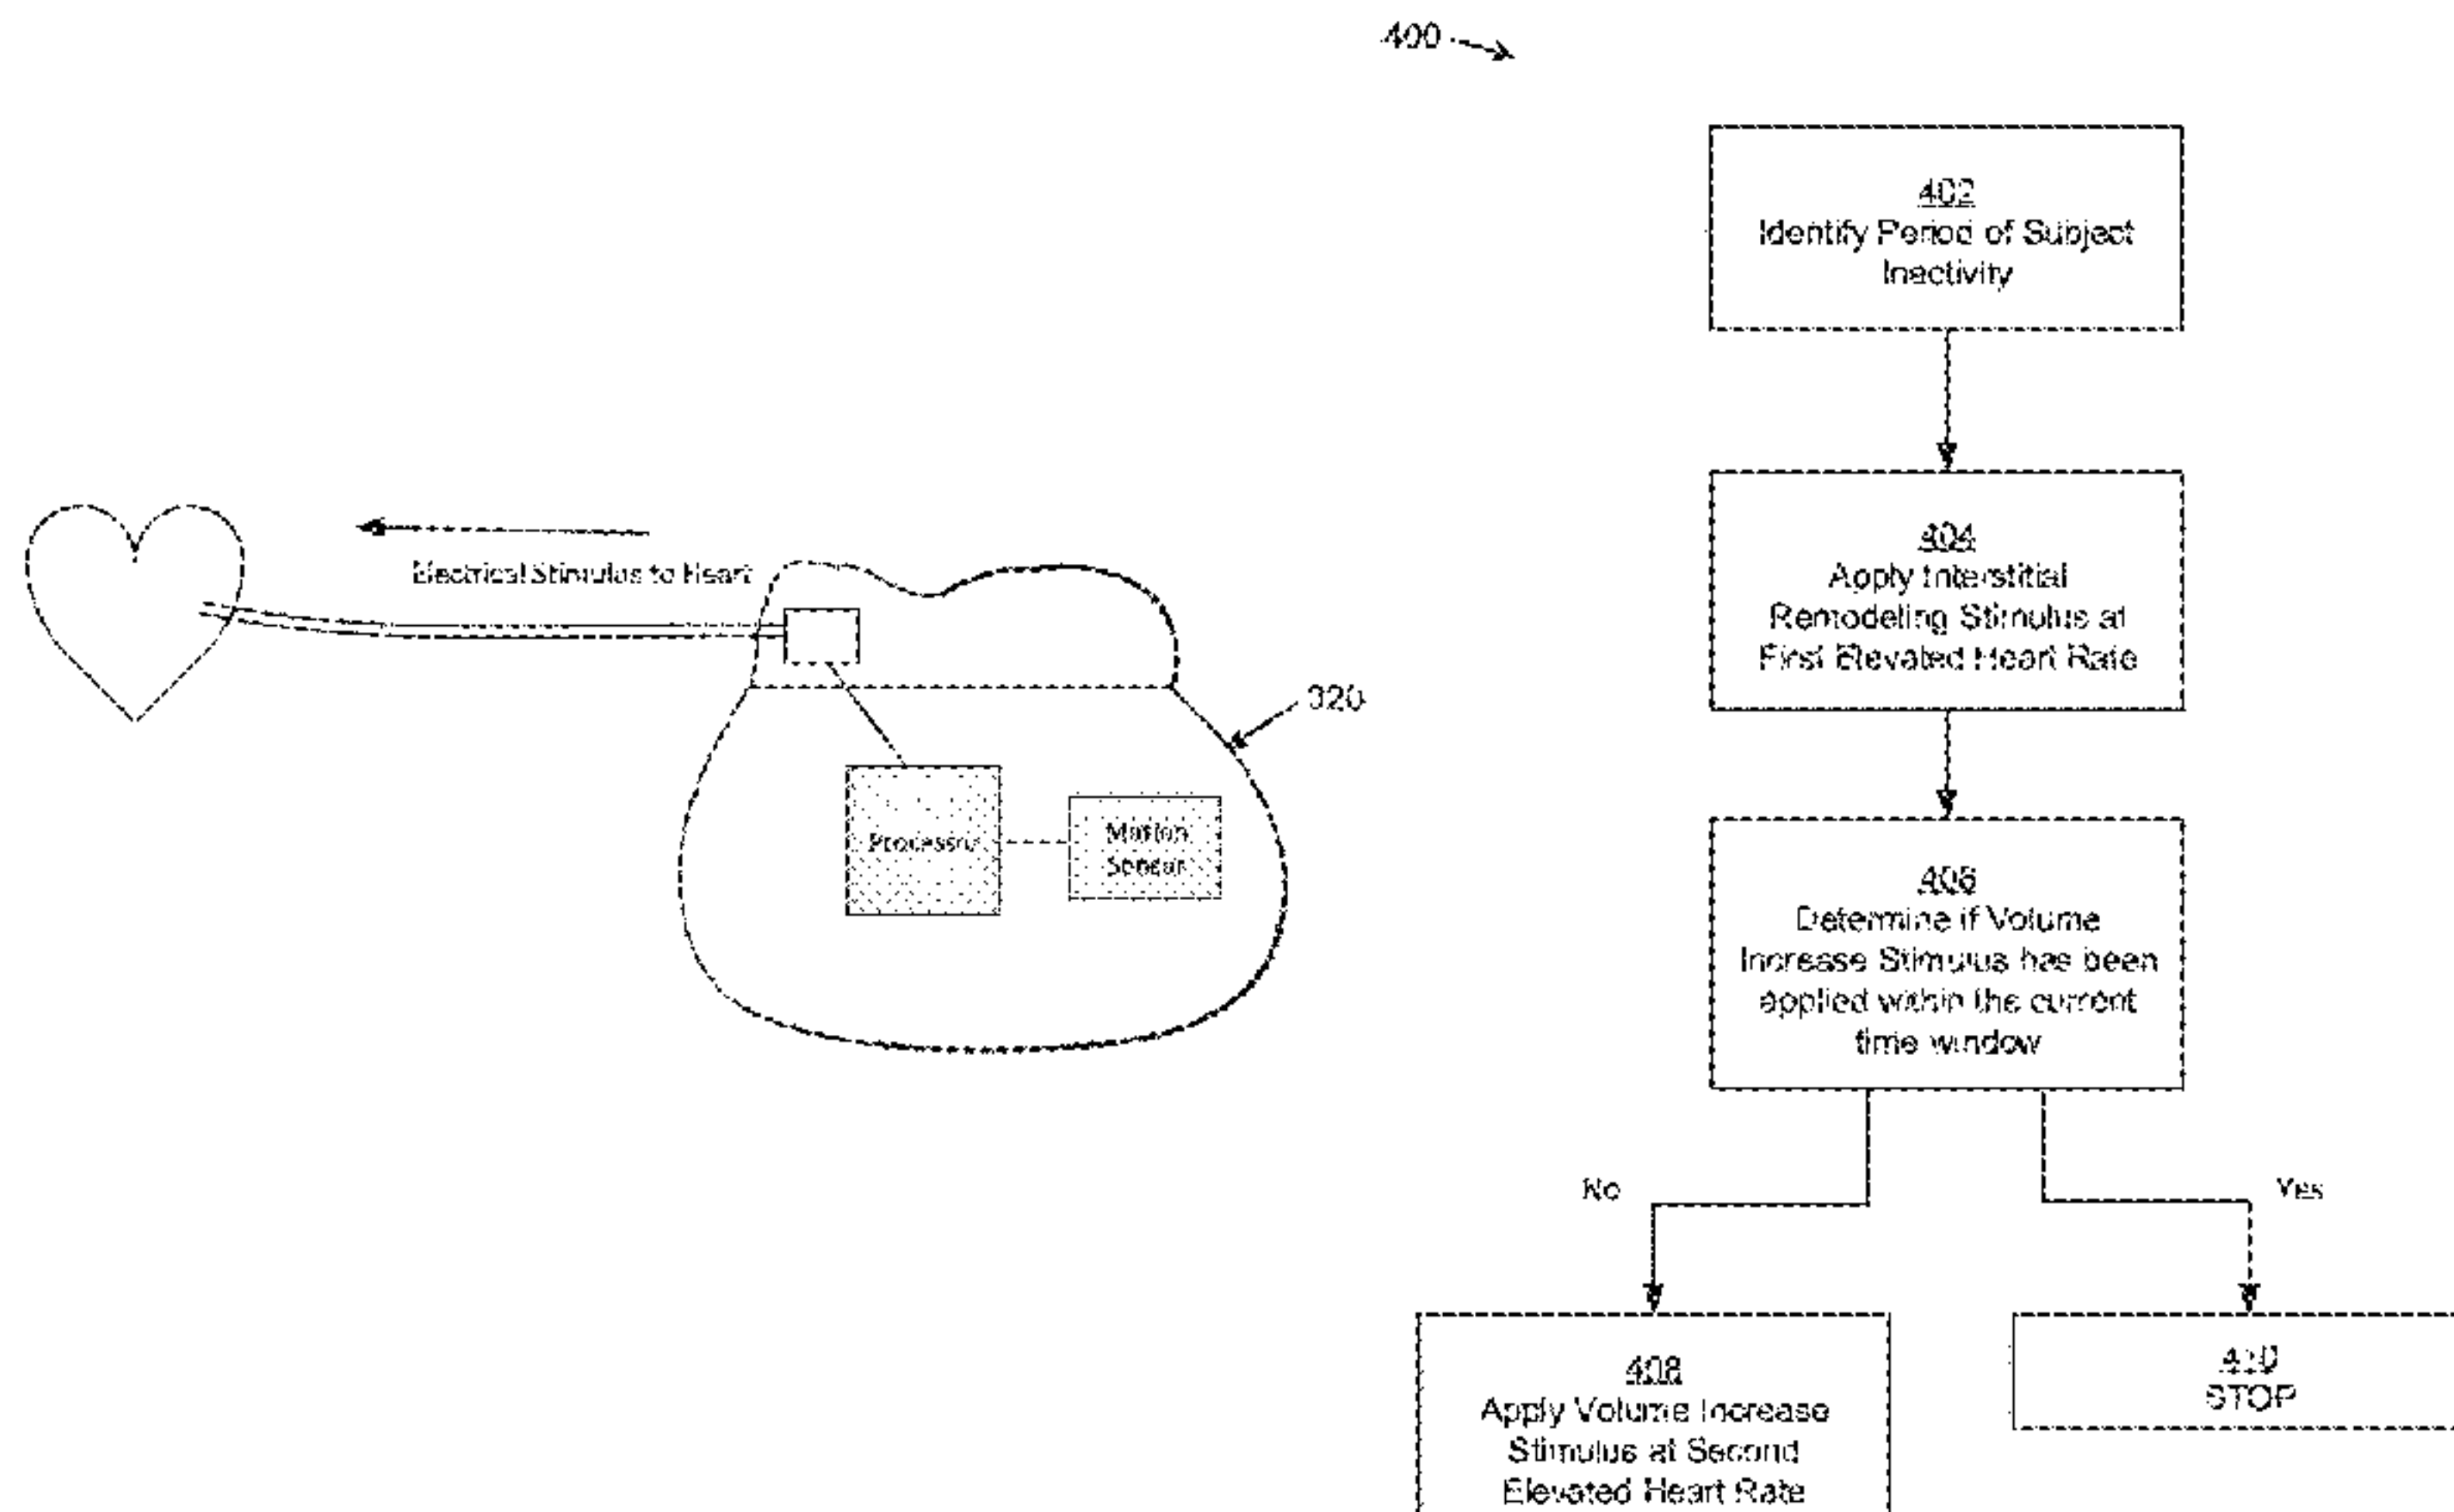 400
402
Identify Period of Subject
Inactivity
404
Apply Interstitial
Remodeling Stimulus at
First Elevated Heart Rate
406
Determine if Volume
Increase Stimulus has been
applied within the current
time window
No
Yes
408
Apply Volume Increase
Stimulus at Second
Elevated Heart Rate
410
STOP
Electrical Stimulus to Heart
320
Processor
Motion
Sensor